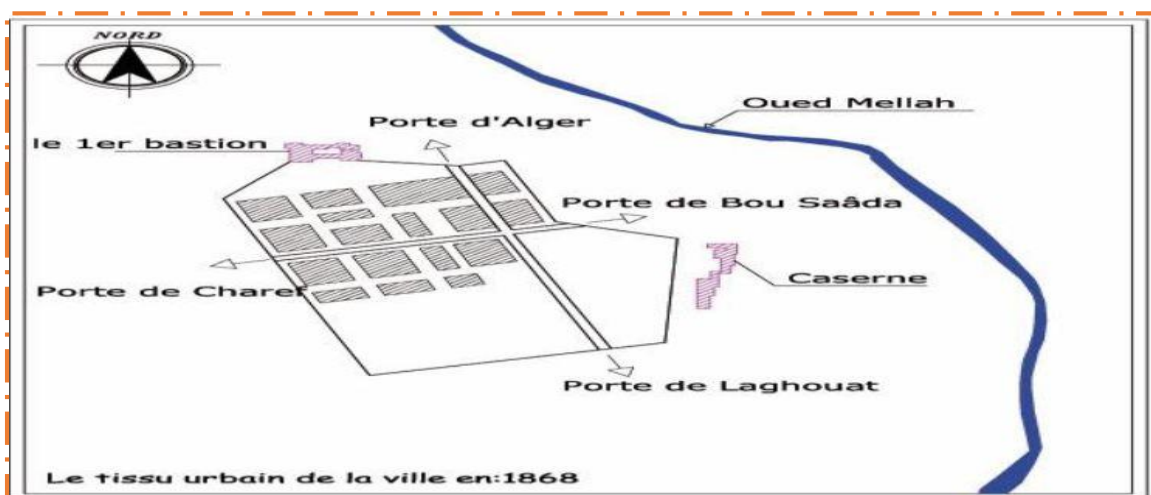 NORD
Oued Mellah
Porte d'Alger
le 1er bastion
Porte de Bou Saâda
Caserne
Porte de Charef
Porte de Laghouat
Le tissu urbain de la ville en:1868